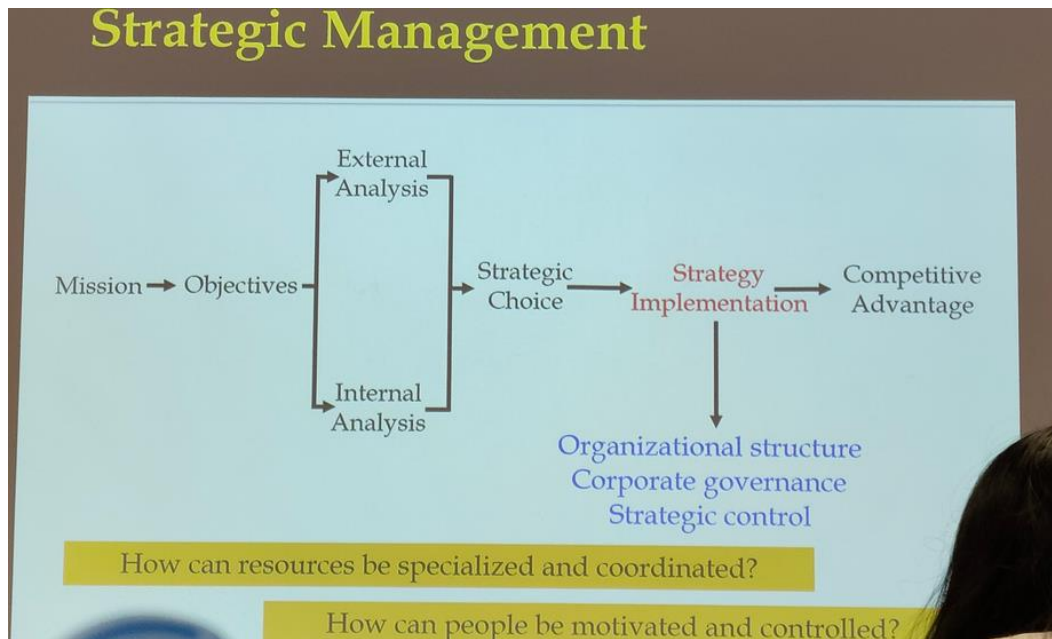 Strategic Management
External
Analysis
Mission
Objectives
Strategic
Choice
Strategy
Implementation
Competitive
Advantage
Internal
Analysis
Organizational structure
Corporate governance
Strategic control
How can resources be specialized and coordinated?
How can people be motivated and controlled?